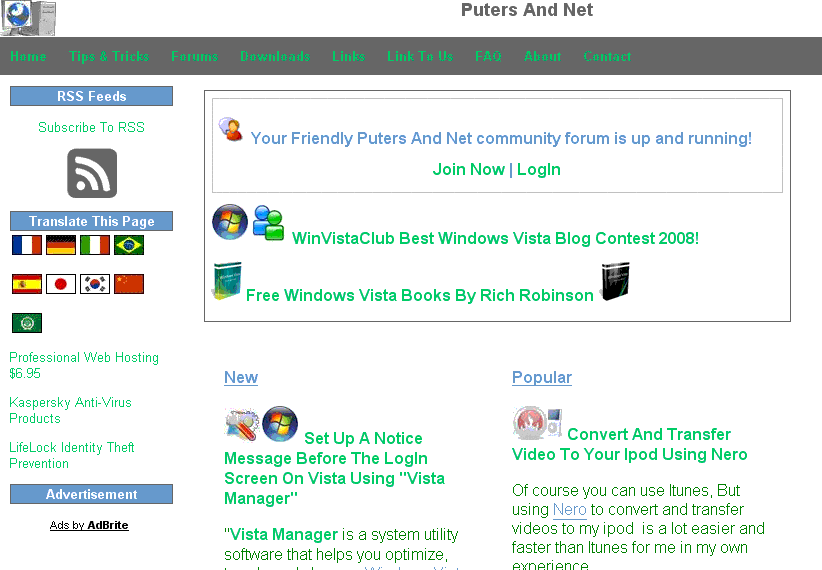 Puters And Net
Home Tips & Tricks Forums Downloads Links Link To Us FAQ About Contact
RSS Feeds
Subscribe To RSS
Translate This Page
Professional Web Hosting
$6.95
Kaspersky Anti-Virus
Products
LifeLock Identity Theft
Prevention
Advertisement
Ads by AdBrite
Your Friendly Puters And Net community forum is up and running!
Join Now | LogIn
WinVistaClub Best Windows Vista Blog Contest 2008!
Free Windows Vista Books By Rich Robinson
New
Set Up A Notice
Message Before The LogIn
Screen On Vista Using "Vista
Manager"
"Vista Manager is a system utility
software that helps you optimize,
Popular
Convert And Transfer
Video To Your Ipod Using Nero
Of course you can use Itunes, But
using Nero to convert and transfer
videos to my ipod is a lot easier and
faster than Itunes for me in my own
experience